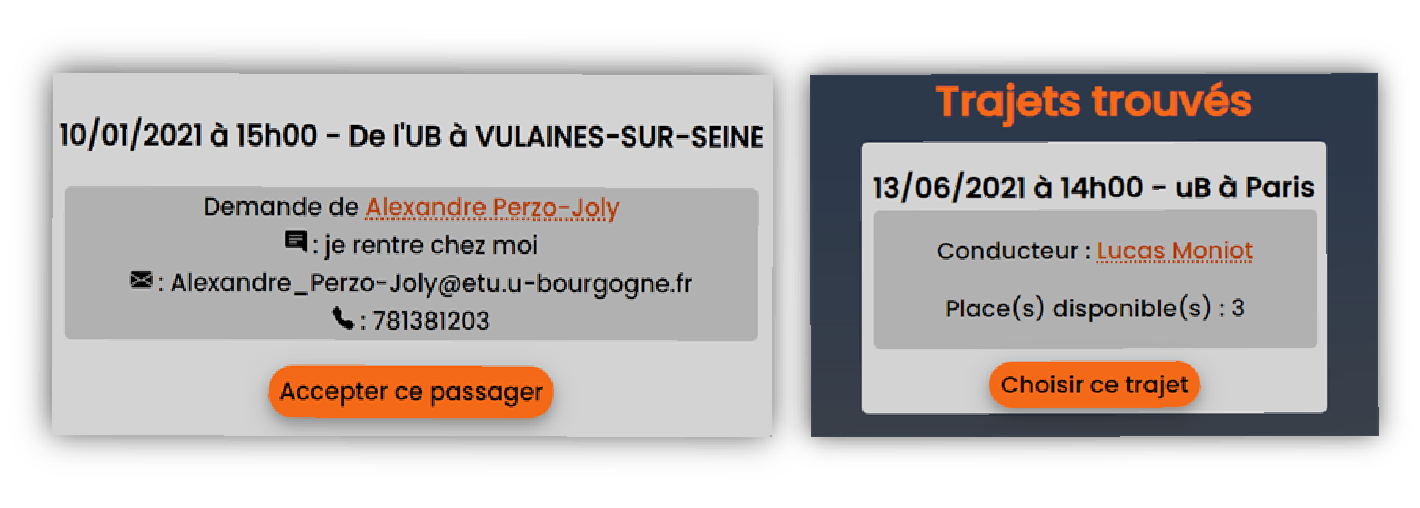 10/01/2021 à 15h00 - De l'UB à VULAINES-SUR-SEINE
Demande de Alexandre Perzo-Joly
: je rentre chez moi
: Alexandre_Perzo-Joly@etu.u-bourgogne.fr
: 781381203
Accepter ce passager
Trajets trouvés
13/06/2021 à 14h00 - uB à Paris
Conducteur : Lucas Moniot
Place(s) disponible(s) : 3
Choisir ce trajet